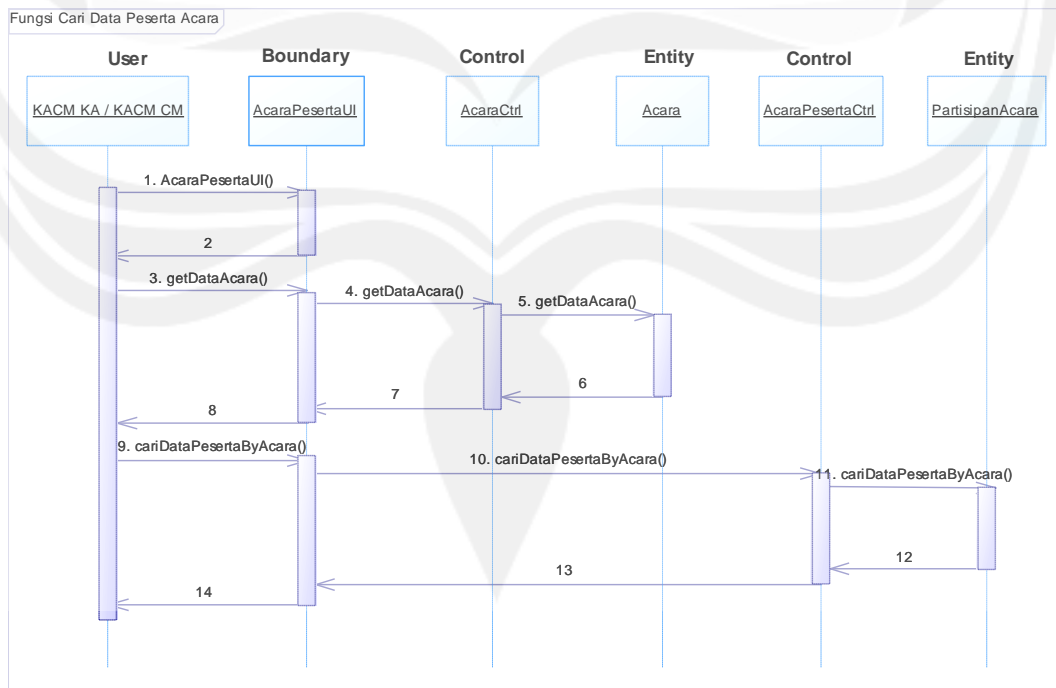 Fungsi Cari Data Peserta Acara
User
Boundary
Control
Entity
Control
Entity
KACM KA / KACM CM
AcaraPesertaUI
AcaraCtrl
Acara
AcaraPesertaCtrl
PartisipanAcara
1. AcaraPesertaUI()
2
3. getDataAcara()
4. getDataAcara()
5. getDataAcara()
6
7
8
9. cariDataPesertaByAcara()
10. cariDataPesertaByAcara()
11. cariDataPesertaByAcara()
12
13
14